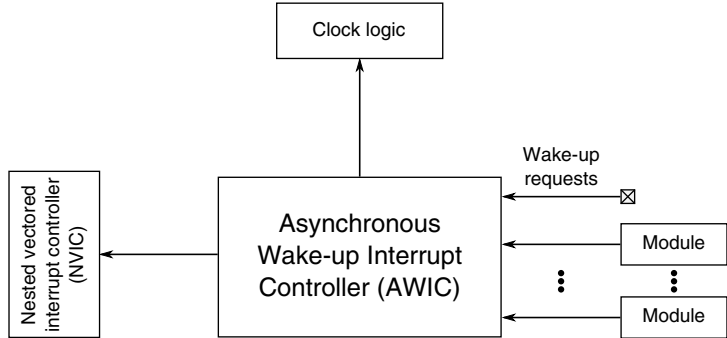 Clock logic
Nested vectored
interrupt controller
(NVIC)
Asynchronous
Wake-up Interrupt
Controller (AWIC)
Wake-up
requests
Module
Module